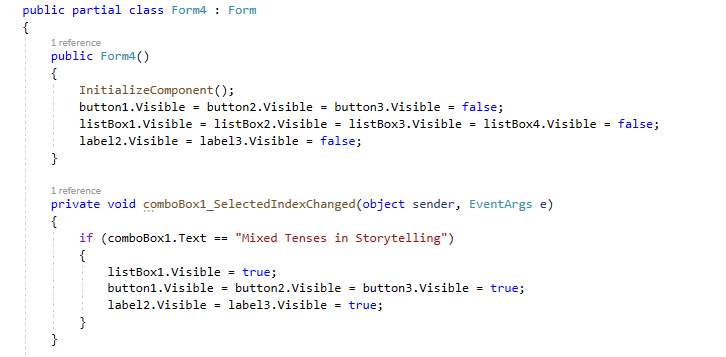 public partial class Form4 : Form
{
1 reference
public Form4()
{
InitializeComponent();
button1.Visible = button2.Visible = button3.Visible = false;
listBox1.Visible = listBox2.Visible = listBox3.Visible = listBox4.Visible = false;
label2.Visible = label3.Visible = false;
}
1 reference
private void comboBox1_SelectedIndexChanged(object sender, EventArgs e)
{
if (comboBox1.Text == "Mixed Tenses in Storytelling")
{
listBox1.Visible = true;
button1.Visible = button2.Visible = button3.Visible = true;
label2.Visible = label3.Visible = true;
}
}